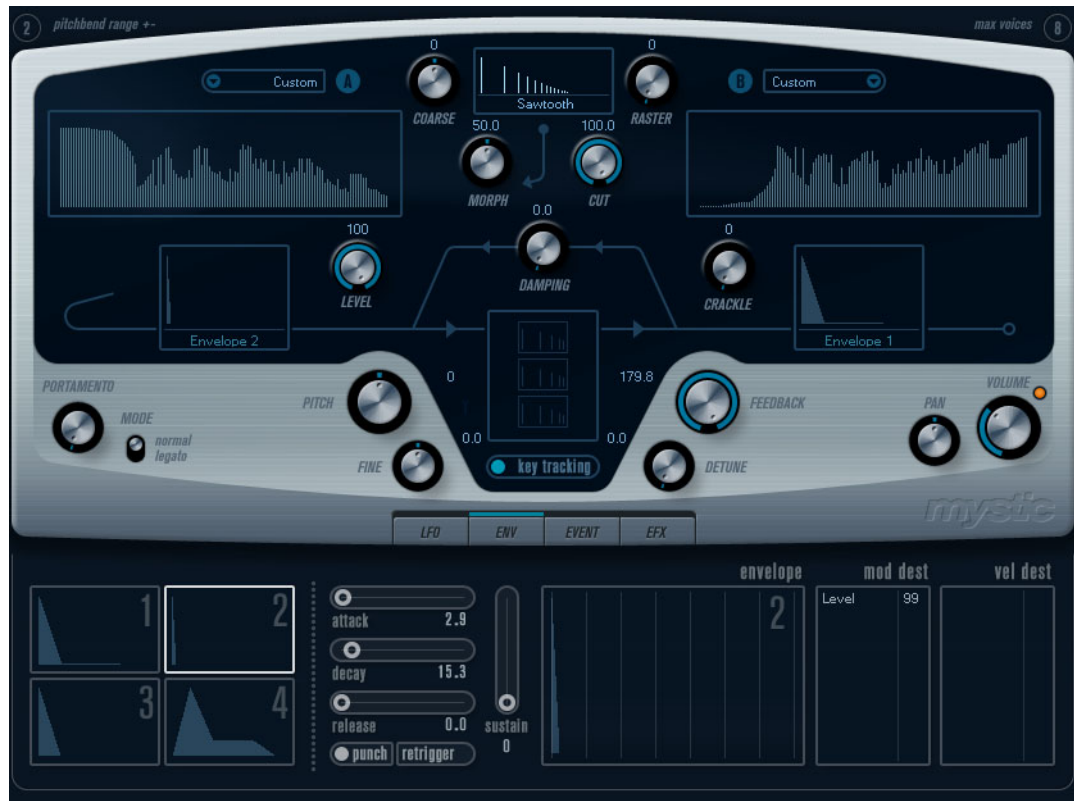 2 pitchbend range +-
max voices 8
0
0
Custom A
Sawtooth
B Custom
COARSE
RASTER
50.0
100.0
MORPH
CUT
0.0
100
0
LEVEL
DAMPING
CRACKLE
Envelope 2
Envelope 1
PORTAMENTO
VOLUME
0
179.8
PITCH
FEEDBACK
PAN
MODE
normal
legato
0.0
0.0
FINE
key tracking
DETUNE
mystic
LFO ENV EVENT EFX
envelope mod dest vel dest
1
2
3
4
attack 2.9
decay 15.3
release 0.0
punch retrigger
sustain
0
2
Level 99